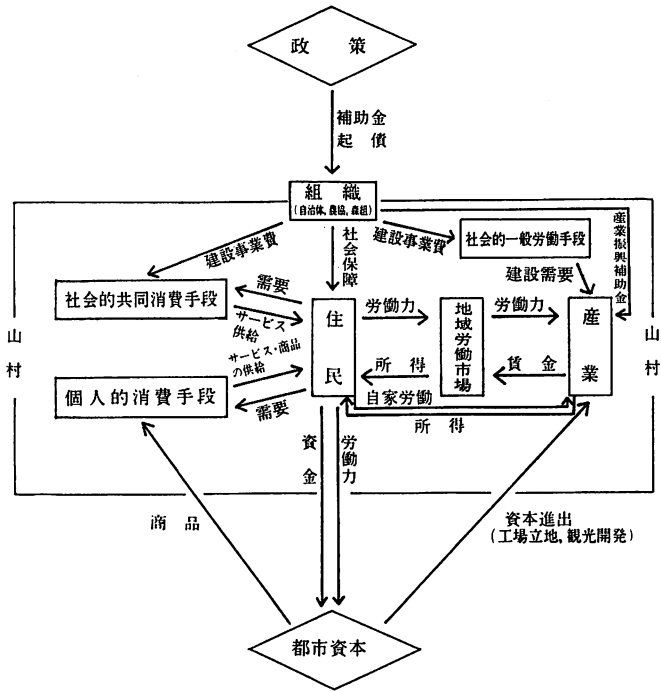 政策
補助金
起債
組織
(自治体,農協,森組)
建設事業費
社会保障
建設事業費
社会的一般労働手段
産業振興補助金
建設需要
社会的共同消費手段
需要
サービス
供給
サービス・商品
の供給
個人的消費手段
需要
住民
労働力
所得
地域労働市場
労働力
賃金
産業
自家労働
所得
山村
山村
資金
労働力
商品
資本進出
(工場立地,観光開発)
都市資本